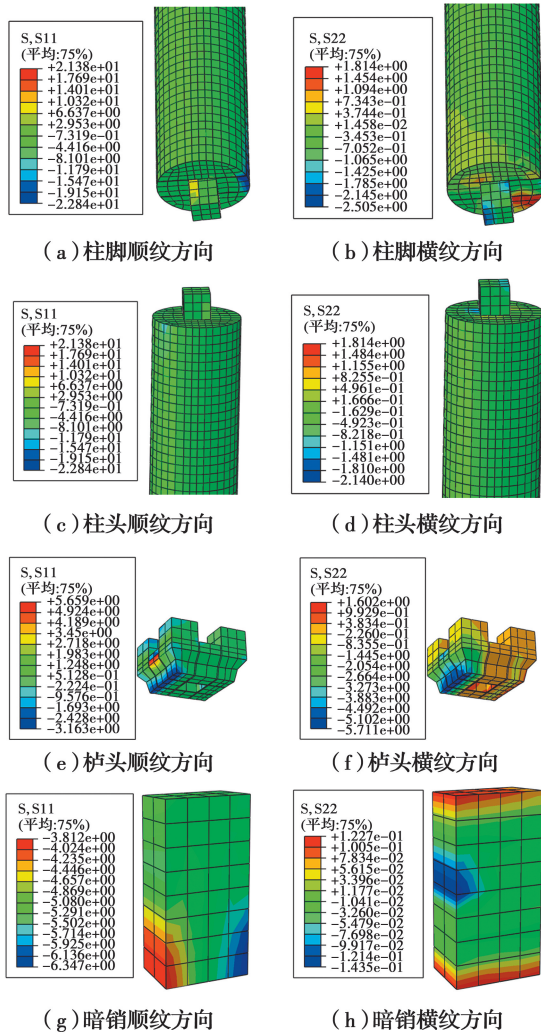 S, S11
(平均:75%)
+2.138e+01
+1.769e+01
+1.401e+01
+1.032e+01
+6.637e+00
+2.953e+00
-7.319e-01
-4.416e+00
-8.101e+00
-1.179e+01
-1.547e+01
-1.915e+01
-2.284e+01
S, S22
(平均:75%)
+1.814e+00
+1.454e+00
+1.094e+00
+7.343e-01
+3.744e-01
+1.458e-02
-3.453e-01
-7.052e-01
-1.065e+00
-1.425e+00
-1.785e+00
-2.145e+00
-2.505e+00
(a)柱脚顺纹方向
(b)柱脚横纹方向
S, S11
(平均:75%)
+2.138e+01
+1.769e+01
+1.401e+01
+1.032e+01
+6.637e+00
+2.953e+00
-7.319e-01
-4.416e+00
-8.101e+00
-1.179e+01
-1.547e+01
-1.915e+01
-2.284e+01
S, S22
(平均:75%)
+1.814e+00
+1.484e+00
+1.155e+00
+8.255e-01
+4.961e-01
+1.666e-01
-1.629e-01
-4.923e-01
-8.218e-01
-1.151e+00
-1.481e+00
-1.810e+00
-2.140e+00
(c)柱头顺纹方向
(d)柱头横纹方向
S, S11
(平均:75%)
+5.659e+00
+4.924e+00
+4.189e+00
+3.45e+00
+2.718e+00
+1.983e+00
+1.248e+00
+5.128e-01
-2.224e-01
-9.576e-01
-1.693e+00
-2.428e+00
-3.163e+00
S, S22
(平均:75%)
+1.602e+00
+9.929e-01
+3.834e-01
-2.260e-01
-8.355e-01
-1.445e+00
-2.054e+00
-2.664e+00
-3.273e+00
-3.883e+00
-4.492e+00
-5.102e+00
-5.711e+00
(e)栌头顺纹方向
(f)栌头横纹方向
S, S11
(平均:75%)
-3.812e+00
-4.024e+00
-4.235e+00
-4.446e+00
-4.657e+00
-4.869e+00
-5.080e+00
-5.291e+00
-5.502e+00
-5.714e+00
-5.925e+00
-6.136e+00
-6.347e+00
S, S22
(平均:75%)
+1.227e-01
+1.005e-01
+7.834e-02
+5.615e-02
+3.396e-02
+1.177e-02
-1.041e-02
-3.260e-02
-5.479e-02
-7.698e-02
-9.917e-02
-1.214e-01
-1.435e-01
(g)暗销顺纹方向
(h)暗销横纹方向